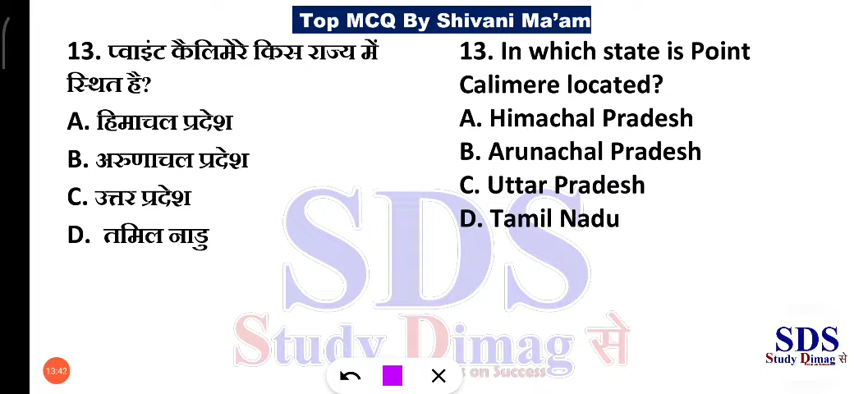 Top MCQ By Shivani Ma'am
13. प्वाइंट कैलिमेरे किस राज्य में
स्थित है?
A. हिमाचल प्रदेश
B. अरुणाचल प्रदेश
C. उत्तर प्रदेश
D. तमिल नाडु
13. In which state is Point
Calimere located?
A. Himachal Pradesh
B. Arunachal Pradesh
C. Uttar Pradesh
D. Tamil Nadu
SDS
Study Dimag से
on Success
13:42
SDS
Study Dimag से